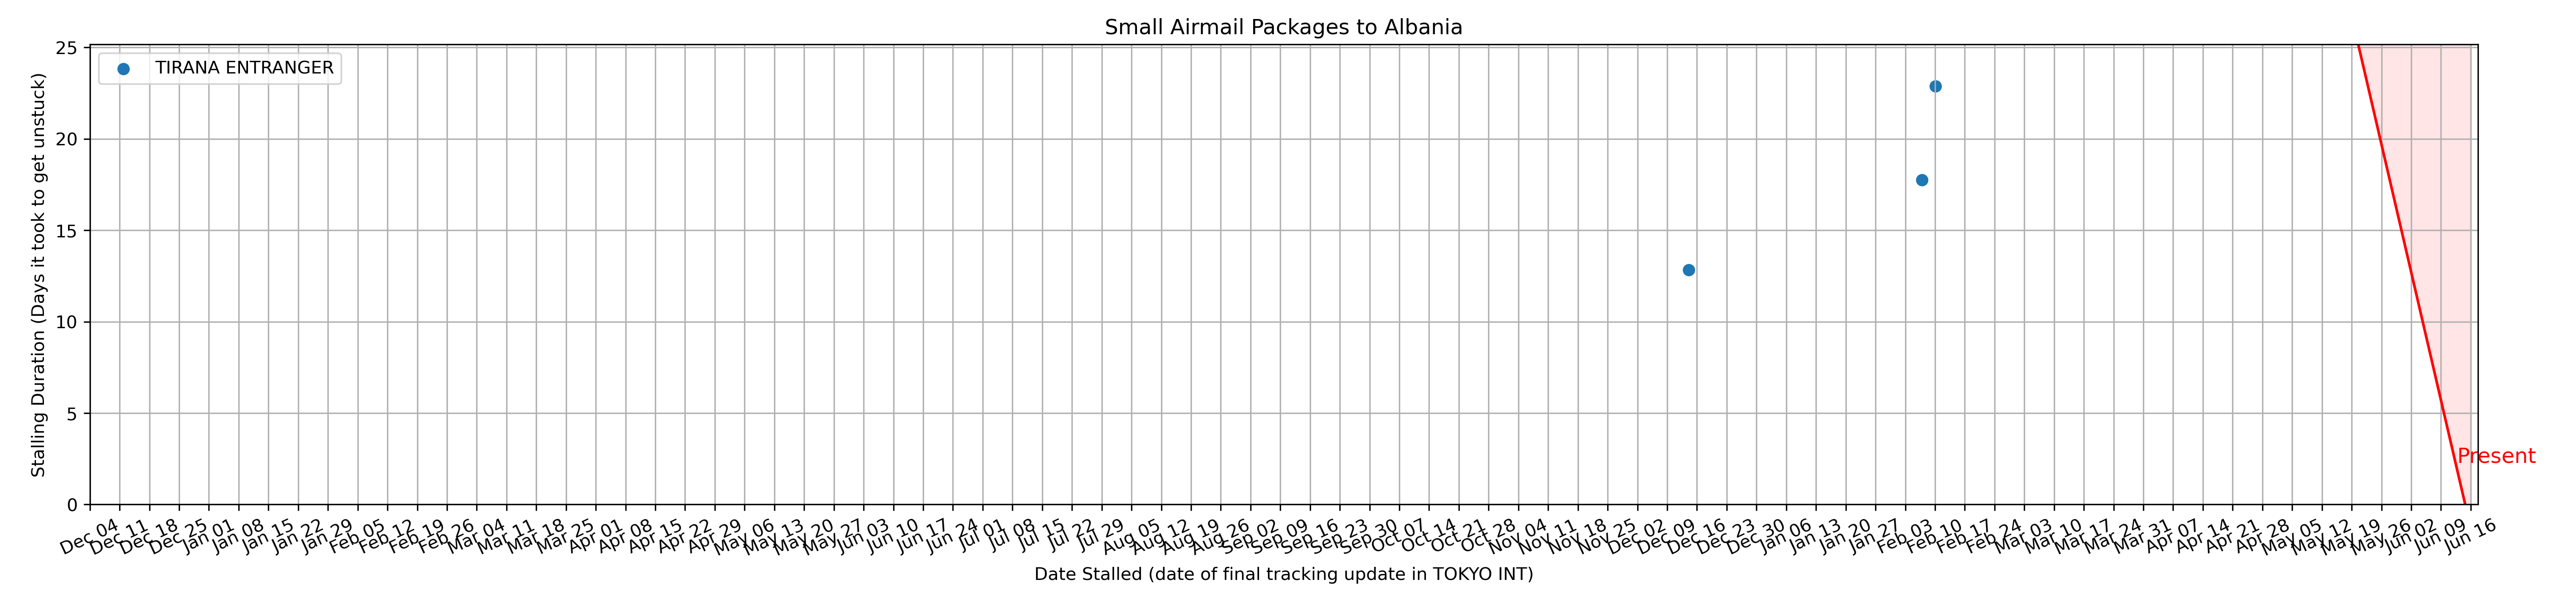 Small Airmail Packages to Albania
TIRANA ENTRANGER
Stalling Duration (Days it took to get unstuck)
25
20
15
10
5
0
Present
Dec 04
Dec 11
Dec 18
Dec 25
Jan 01
Jan 08
Jan 15
Jan 22
Jan 29
Feb 05
Feb 12
Feb 19
Feb 26
Mar 04
Mar 11
Mar 18
Mar 25
Apr 01
Apr 08
Apr 15
Apr 22
Apr 29
May 06
May 13
May 20
May 27
Jun 03
Jun 10
Jun 17
Jun 24
Jul 01
Jul 08
Jul 15
Jul 22
Jul 29
Aug 05
Aug 12
Aug 19
Aug 26
Sep 02
Sep 09
Sep 16
Sep 23
Sep 30
Oct 07
Oct 14
Oct 21
Oct 28
Nov 04
Nov 11
Nov 18
Nov 25
Dec 02
Dec 09
Dec 16
Dec 23
Dec 30
Jan 06
Jan 13
Jan 20
Jan 27
Feb 03
Feb 10
Feb 17
Feb 24
Mar 03
Mar 10
Mar 17
Mar 24
Mar 31
Apr 07
Apr 14
Apr 21
Apr 28
May 05
May 12
May 19
May 26
Jun 02
Jun 09
Jun 16
Date Stalled (date of final tracking update in TOKYO INT)